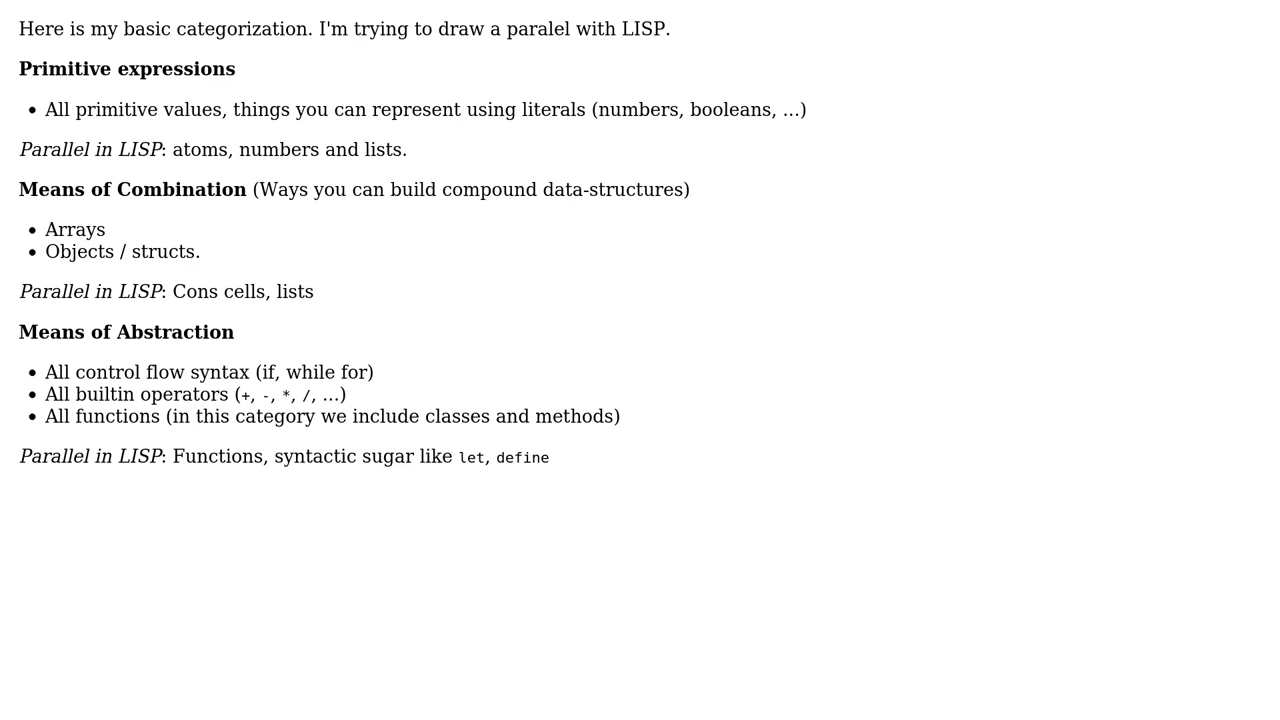 Here is my basic categorization. I'm trying to draw a paralel with LISP.
Primitive expressions
• All primitive values, things you can represent using literals (numbers, booleans, ...)
Parallel in LISP: atoms, numbers and lists.
Means of Combination (Ways you can build compound data-structures)
• Arrays
• Objects / structs.
Parallel in LISP: Cons cells, lists
Means of Abstraction
• All control flow syntax (if, while for)
• All builtin operators (+, -, *, /, ...)
• All functions (in this category we include classes and methods)
Parallel in LISP: Functions, syntactic sugar like let, define